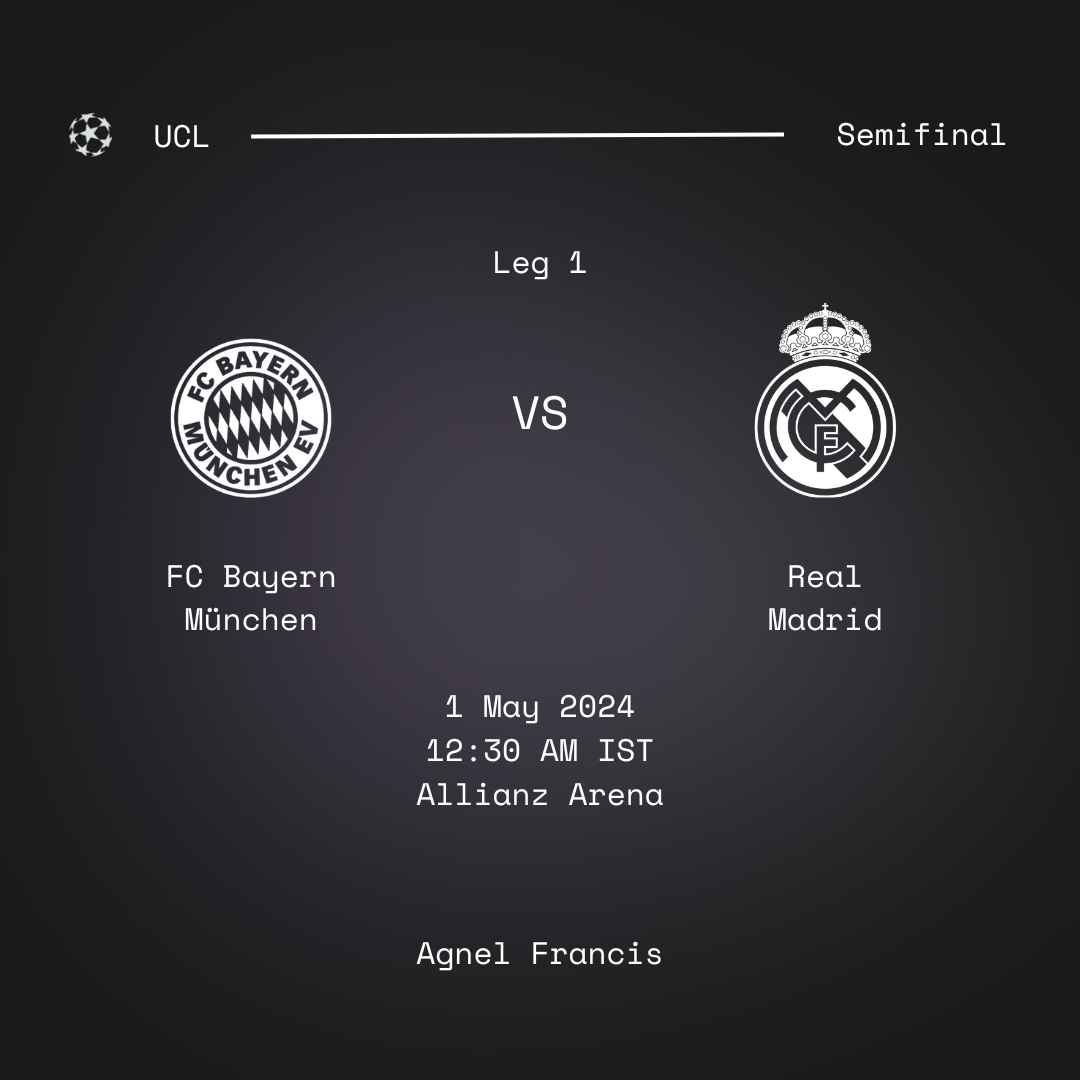 UCL
Semifinal
Leg 1
FC BAYERN
MÜNCHEN EV
VS
FC Bayern
München
Real
Madrid
1 May 2024
12:30 AM IST
Allianz Arena
Agnel Francis